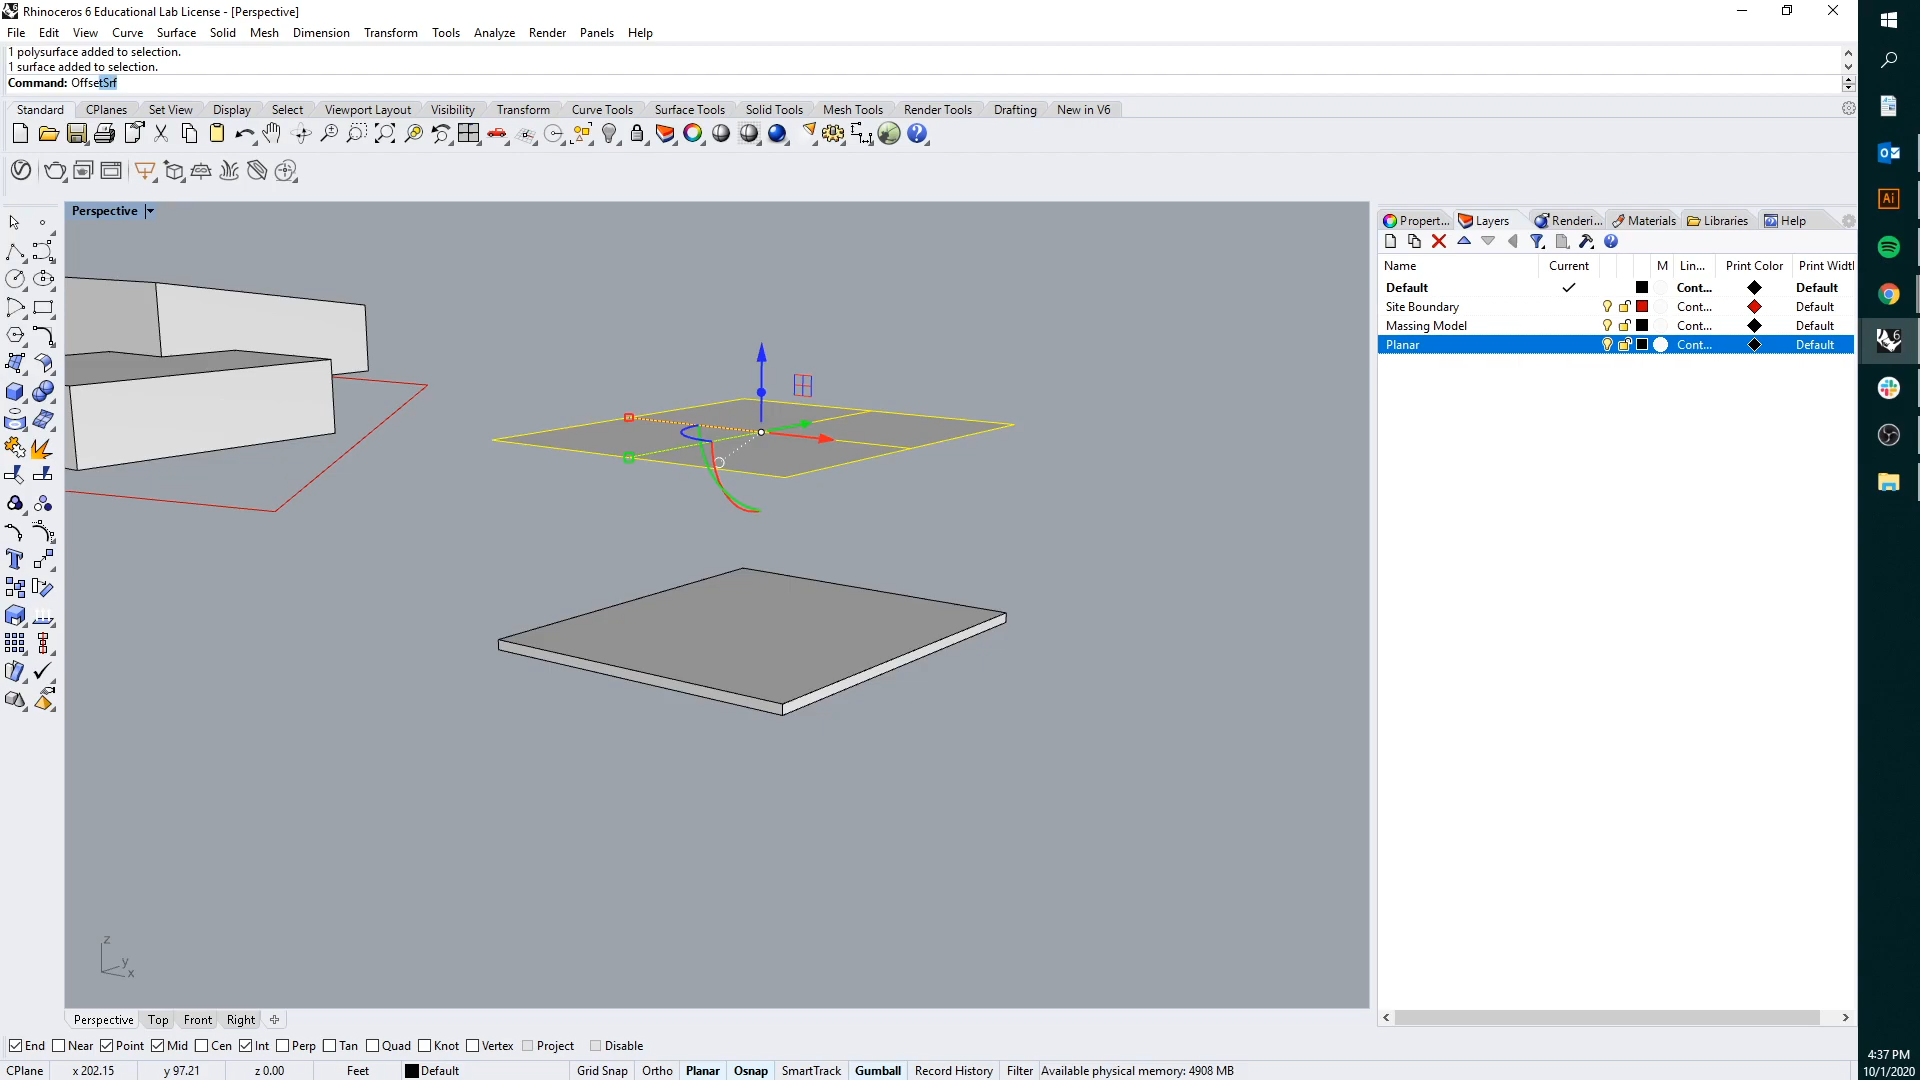 Rhinoceros 6 Educational Lab License - [Perspective]
File Edit View Curve Surface Solid Mesh Dimension Transform Tools Analyze Render Panels Help
1 polysurface added to selection.
1 surface added to selection.
Command: OffsetSrf
Standard CPlanes Set View Display Select Viewport Layout Visibility Transform Curve Tools Surface Tools Solid Tools Mesh Tools Render Tools Drafting New in V6
Perspective
Propert... Layers Renderi... Materials Libraries Help
Name Current M Lin... Print Color Print Widt
Default Cont... Default
Site Boundary Cont... Default
Massing Model Cont... Default
Planar Cont... Default
z
y
x
Perspective Top Front Right
End Near Point Mid Cen Int Perp Tan Quad Knot Vertex Project Disable
CPlane x 202.15 y 97.21 z 0.00 Feet Default Grid Snap Ortho Planar Osnap SmartTrack Gumball Record History Filter Available physical memory: 4908 MB
Ai
4:37 PM
10/1/2020